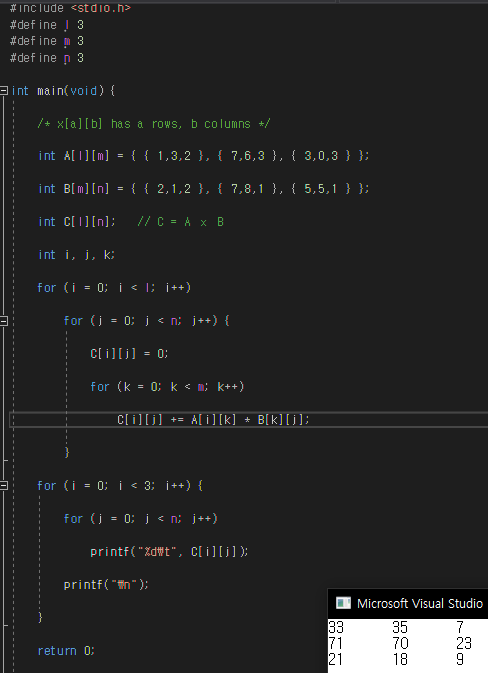 #include <stdio.h>
#define l 3
#define m 3
#define n 3
int main(void) {
/* x[a][b] has a rows, b columns */
int A[l][m] = { { 1,3,2 }, { 7,6,3 }, { 3,0,3 } };
int B[m][n] = { { 2,1,2 }, { 7,8,1 }, { 5,5,1 } };
int C[l][n];   // C = A x B
int i, j, k;
for (i = 0; i < l; i++)
for (j = 0; j < n; j++) {
C[i][j] = 0;
for (k = 0; k < m; k++)
C[i][j] += A[i][k] * B[k][j];
}
for (i = 0; i < 3; i++) {
for (j = 0; j < n; j++)
printf("%d₩t", C[i][j]);
printf("₩n");
}
return 0;
Microsoft Visual Studio
33 35 7
71 70 23
21 18 9